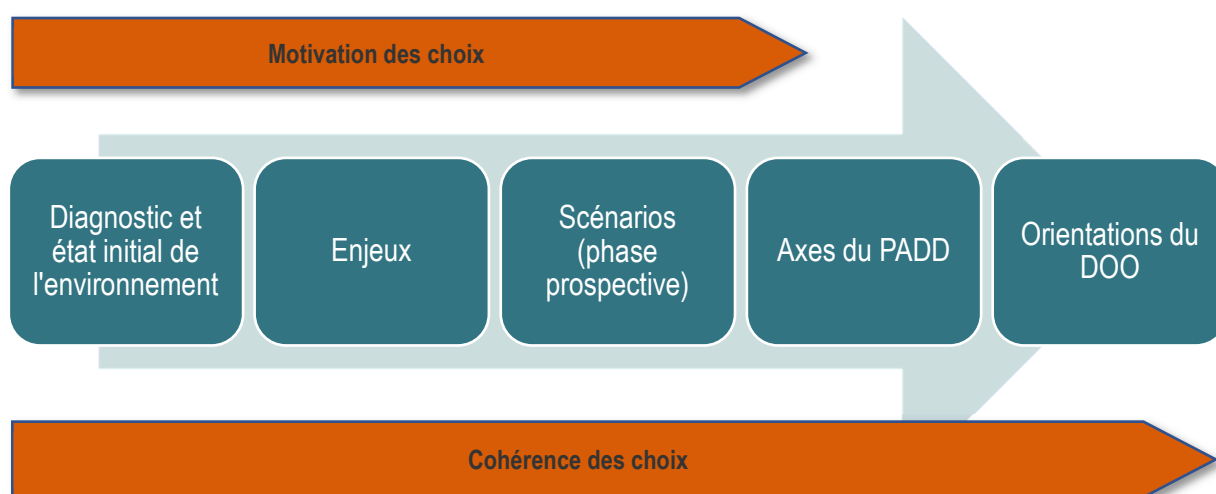 Motivation des choix
Diagnostic et
état initial de
l'environnement
Enjeux
Scénarios
(phase
prospective)
Axes du PADD
Orientations du
DOO
Cohérence des choix